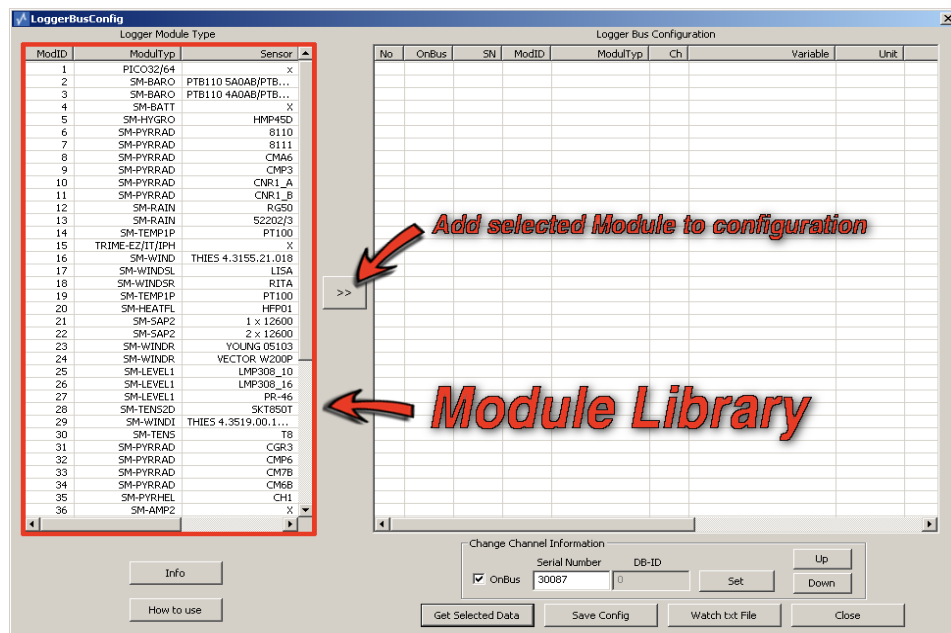 LoggerBusConfig
Logger Module Type
Logger Bus Configuration
ModID ModulTyp Sensor
No OnBus SN ModID ModulTyp Ch Variable Unit
1 PICO32/64 x
2 SM-BARO PTB110 5A0AB/PTB...
3 SM-BARO PTB110 4A0AB/PTB...
4 SM-BATT X
5 SM-HYGRO HMP45D
6 SM-PYRRAD 8110
7 SM-PYRRAD 8111
8 SM-PYRRAD CMA6
9 SM-PYRRAD CMP3
10 SM-PYRRAD CNR1_A
11 SM-PYRRAD CNR1_B
12 SM-RAIN RG50
13 SM-RAIN 52202/3
14 SM-TEMP1P PT100
15 TRIME-EZ/IT/IPH X
16 SM-WIND THIES 4.3155.21.018
17 SM-WINDSL LISA
18 SM-WINDSR RITA
19 SM-TEMP1P PT100
20 SM-HEATFL HFP01
21 SM-SAP2 1 x 12600
22 SM-SAP2 2 x 12600
23 SM-WINDR YOUNG 05103
24 SM-WINDR VECTOR W200P
25 SM-LEVEL1 LMP308_10
26 SM-LEVEL1 LMP308_16
27 SM-LEVEL1 PR-46
28 SM-TENS2D SKT850T
29 SM-WINDI THIES 4.3519.00.1...
30 SM-TENS T8
31 SM-PYRRAD CGR3
32 SM-PYRRAD CMP6
33 SM-PYRRAD CM7B
34 SM-PYRRAD CM6B
35 SM-PYRHEL CH1
36 SM-AMP2 X
>>
Add selected Module to configuration
Module Library
Info
How to use
Change Channel Information
Serial Number DB-ID
OnBus 30087 0 Set
Up
Down
Get Selected Data Save Config Watch txt File Close